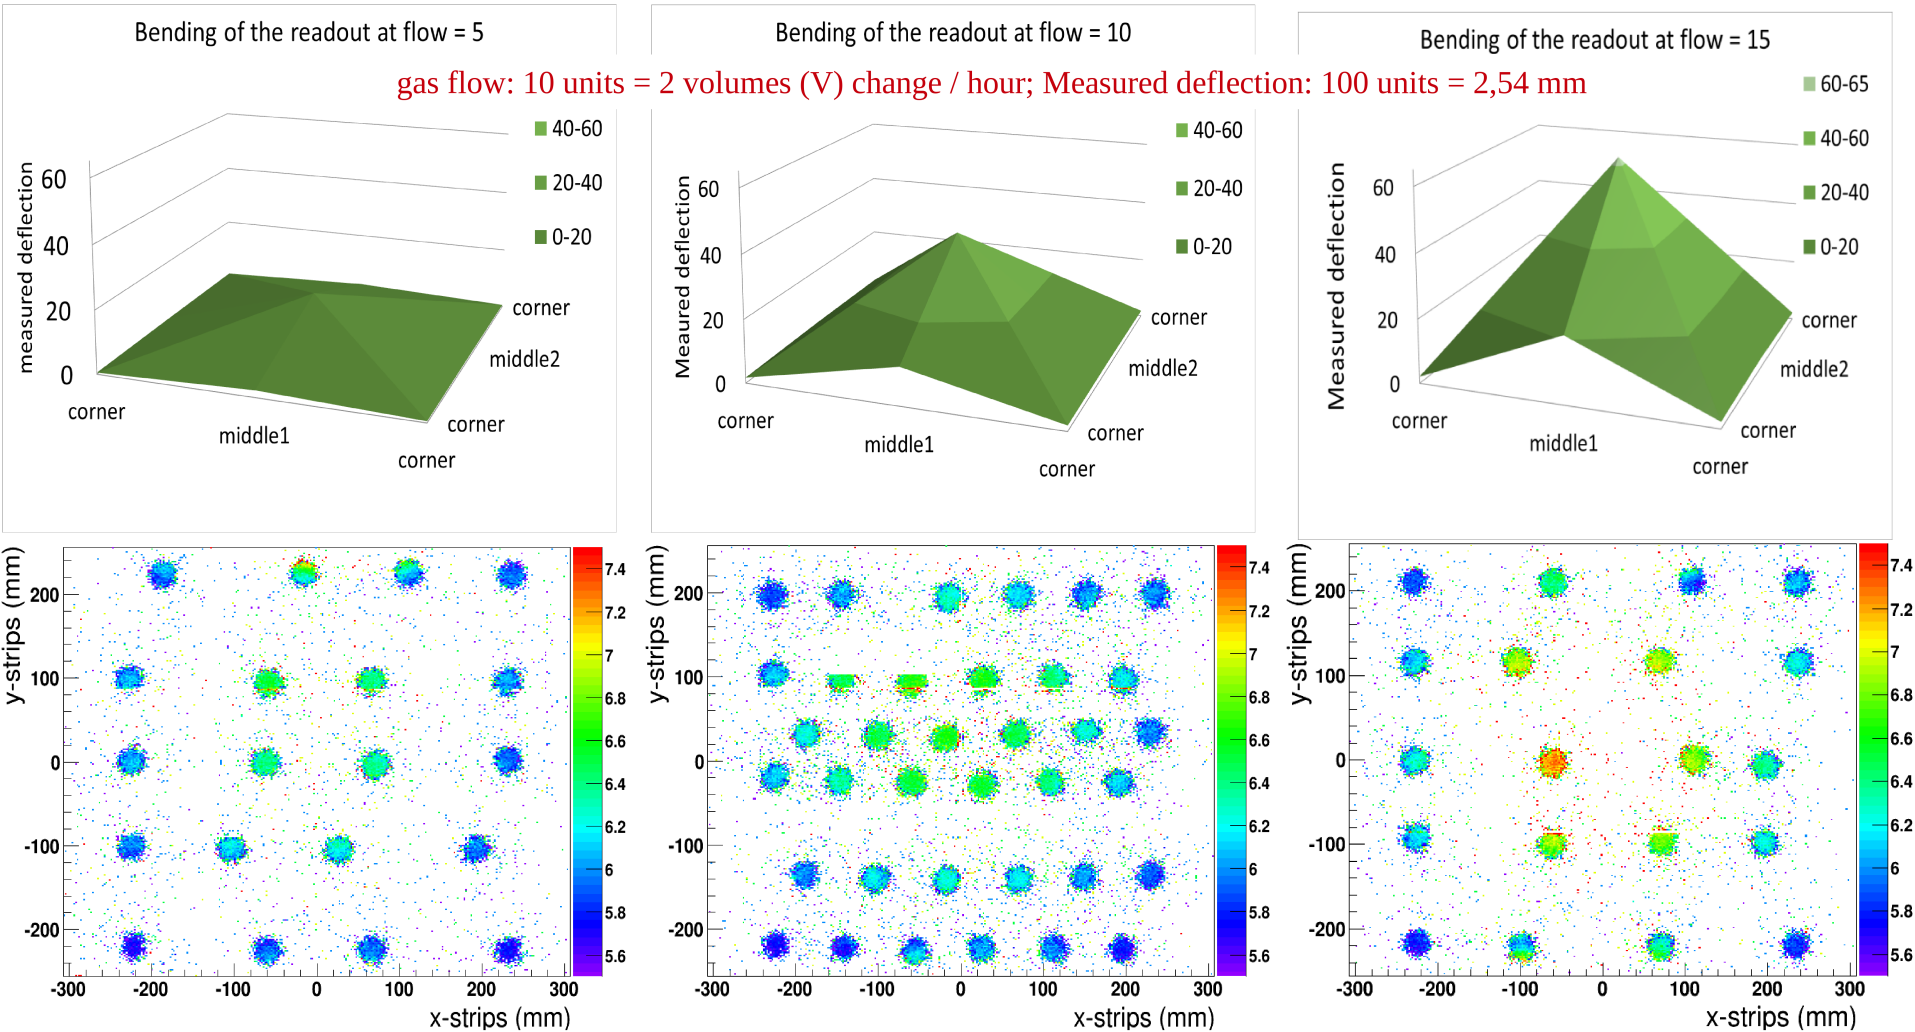 Bending of the readout at flow = 5
Bending of the readout at flow = 10
Bending of the readout at flow = 15
gas flow: 10 units = 2 volumes (V) change / hour; Measured deflection: 100 units = 2,54 mm
measured deflection
60
40
20
0
40-60
20-40
0-20
corner
middle1
corner
corner
middle2
corner
Meaured deflection
60
40
20
0
40-60
20-40
0-20
corner
middle1
corner
corner
middle2
corner
Measured deflection
60
40
20
0
60-65
40-60
20-40
0-20
corner
middle1
corner
corner
middle2
corner
y-strips (mm)
200
100
0
-100
-200
-300 -200 -100 0 100 200 300
x-strips (mm)
7.4
7.2
7
6.8
6.6
6.4
6.2
6
5.8
5.6
y-strips (mm)
200
100
0
-100
-200
-300 -200 -100 0 100 200 300
x-strips (mm)
7.4
7.2
7
6.8
6.6
6.4
6.2
6
5.8
5.6
y-strips (mm)
200
100
0
-100
-200
-300 -200 -100 0 100 200 300
x-strips (mm)
7.4
7.2
7
6.8
6.6
6.4
6.2
6
5.8
5.6